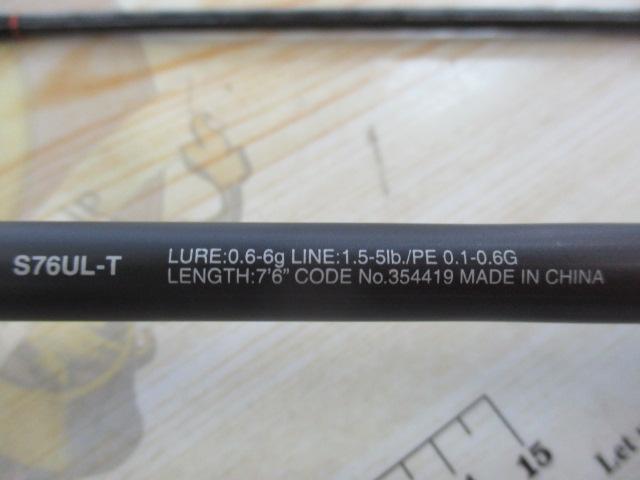 S76UL-T
LURE:0.6-6g LINE:1.5-5lb./PE 0.1-0.6G
LENGTH:7'6" CODE No.354419 MADE IN CHINA
15
Let